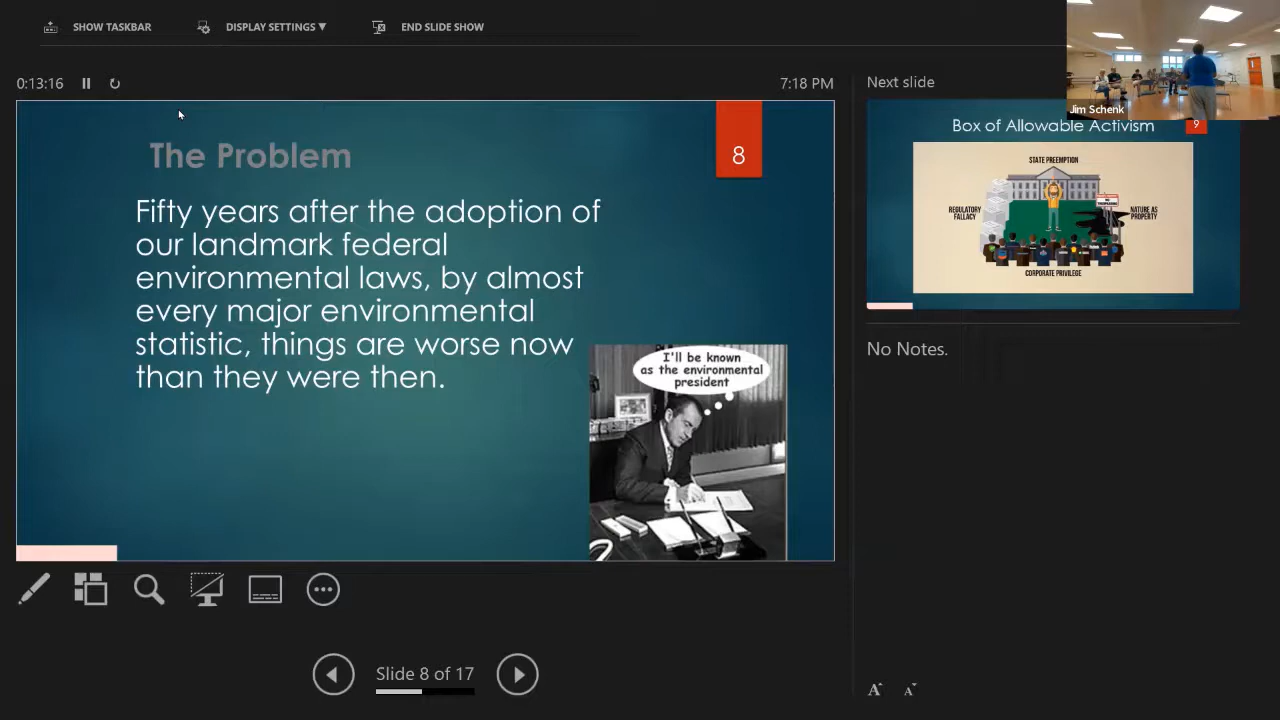 SHOW TASKBAR
DISPLAY SETTINGS ▼
END SLIDE SHOW
0:13:16
7:18 PM
Next slide
Jim Schenk
The Problem
8
Fifty years after the adoption of
our landmark federal
environmental laws, by almost
every major environmental
statistic, things are worse now
than they were then.
I'll be known
as the environmental
president
Box of Allowable Activism
9
STATE PREEMPTION
REGULATORY
FALLACY
NATURE AS
PROPERTY
CORPORATE PRIVILEGE
No Notes.
Slide 8 of 17
A A